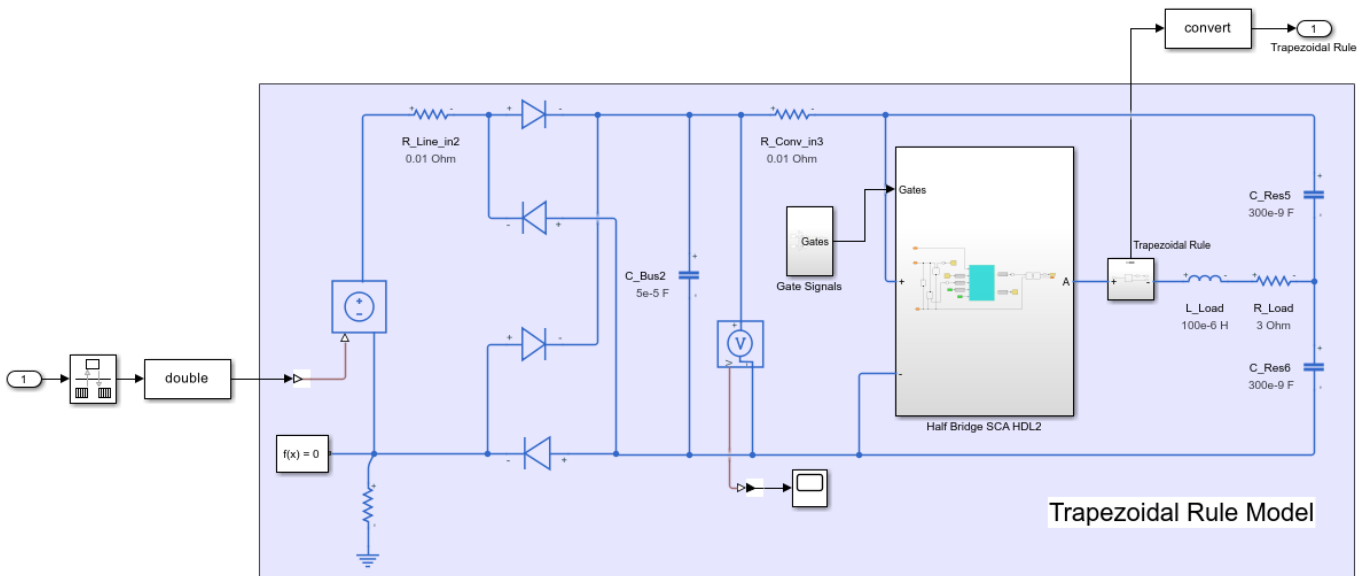 convert
1
Trapezoidal Rule
R_Line_in2
0.01 Ohm
R_Conv_in3
0.01 Ohm
Gates
C_Res5
300e-9 F
Gates
Gate Signals
Trapezoidal Rule
C_Bus2
5e-5 F
+
A
+
-
L_Load
100e-6 H
R_Load
3 Ohm
V
1
double
C_Res6
300e-9 F
-
Half Bridge SCA HDL2
f(x) = 0
Trapezoidal Rule Model